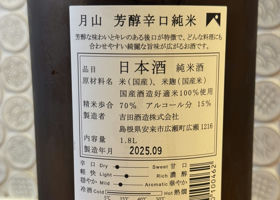 月山 芳醇辛口純米
芳醇な味わいとキレのある後口が特徴で、どんな料理にも
合わせやすい綺麗な旨味が広がるお酒です。
品目 日本酒 純米酒
原材料名 米(国産)、米麹(国産米)
国産酒造好適米100%使用
精米歩合 70% アルコール分 15%
製造者 吉田酒造株式会社
島根県安来市広瀬町広瀬1216
1.8L
製造年月 2025.09
辛口 Dry Sweet 甘口
軽快 Light Rich 濃醇
穏やか Mild Aromatic 華やか
冷酒 Cold Hot 熱燗